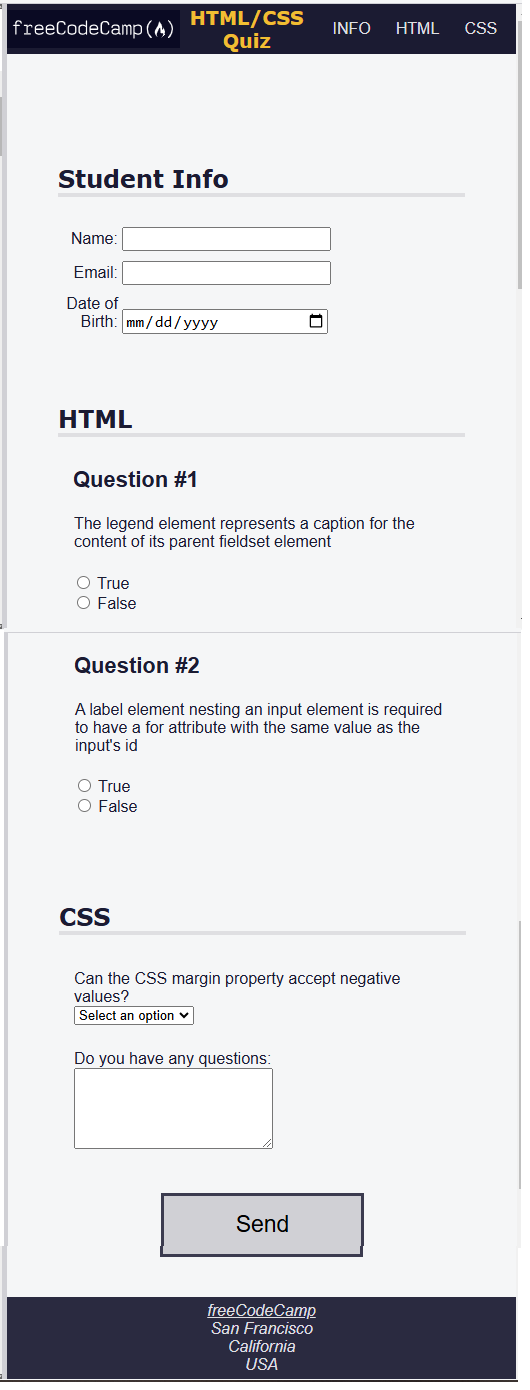 freeCodeCamp(🔥)
HTML/CSS
Quiz
INFO
HTML
CSS
Student Info
Name:
Email:
Date of
Birth:
mm/dd/yyyy
HTML
Question #1
The legend element represents a caption for the
content of its parent fieldset element
True
False
Question #2
A label element nesting an input element is required
to have a for attribute with the same value as the
input's id
True
False
CSS
Can the CSS margin property accept negative
values?
Select an option
Do you have any questions:
Send
freeCodeCamp
San Francisco
California
USA